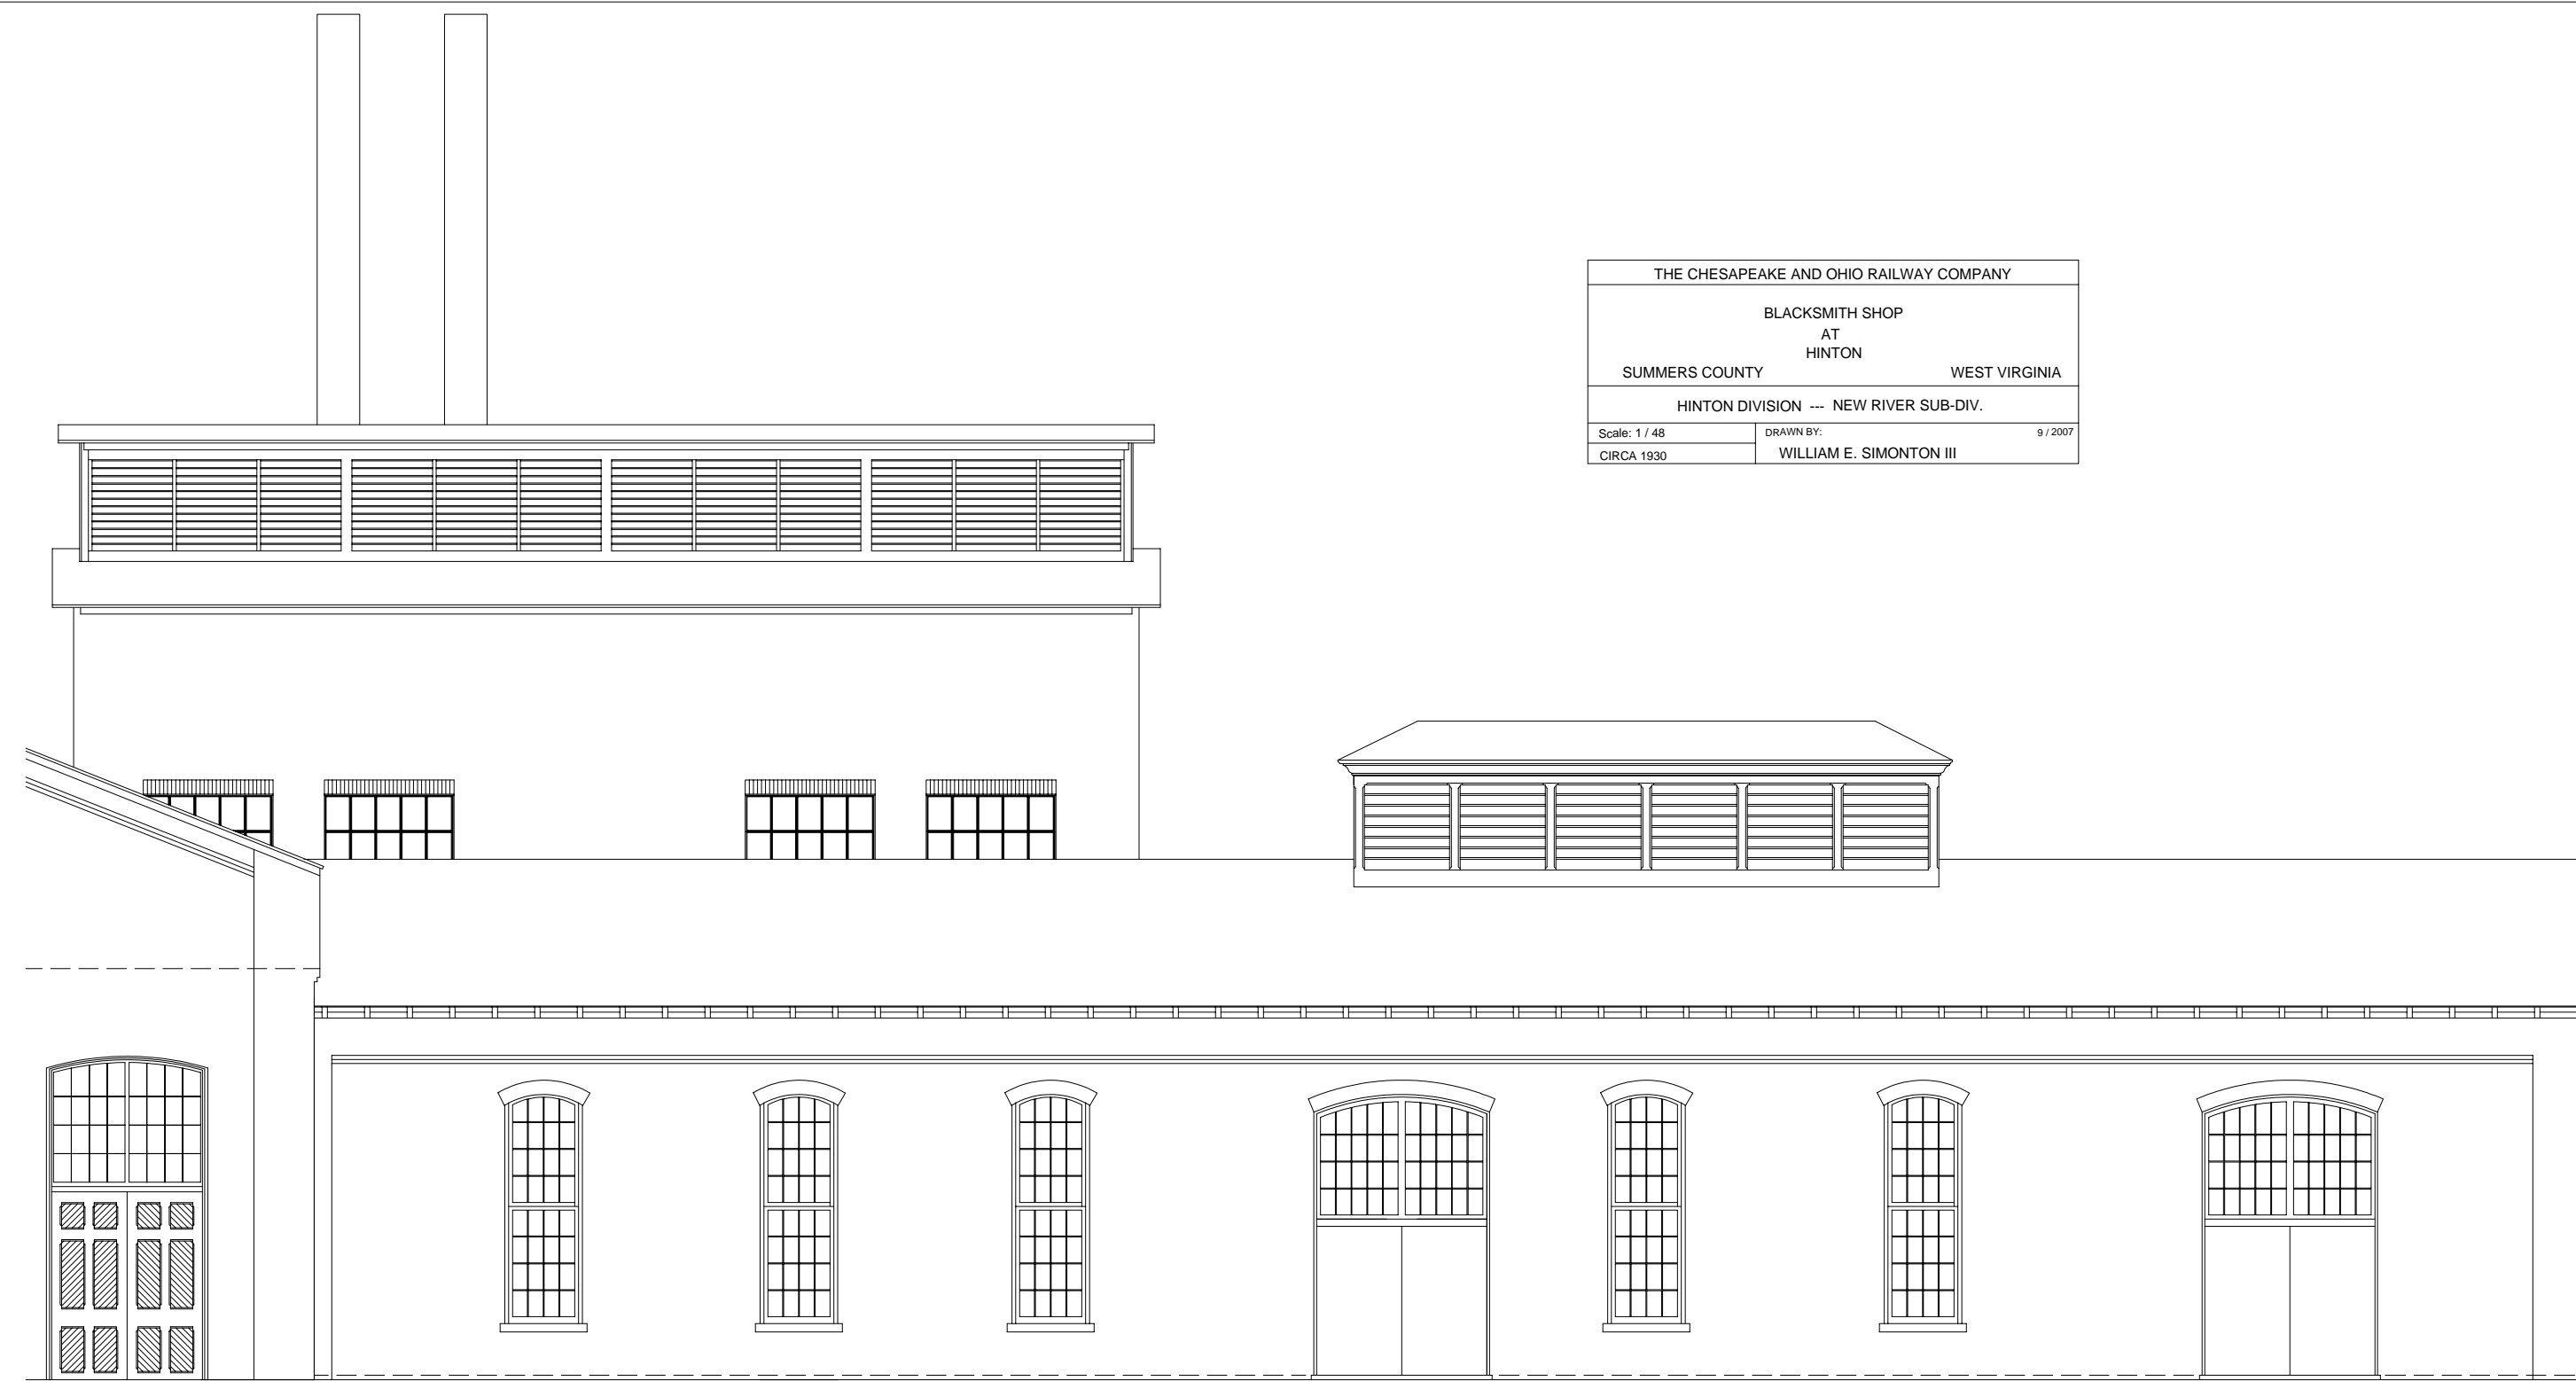 THE CHESAPEAKE AND OHIO RAILWAY COMPANY
BLACKSMITH SHOP
AT
HINTON
SUMMERS COUNTY WEST VIRGINIA
HINTON DIVISION --- NEW RIVER SUB-DIV.
Scale: 1 / 48
CIRCA 1930
DRAWN BY: 9 / 2007
WILLIAM E. SIMONTON III